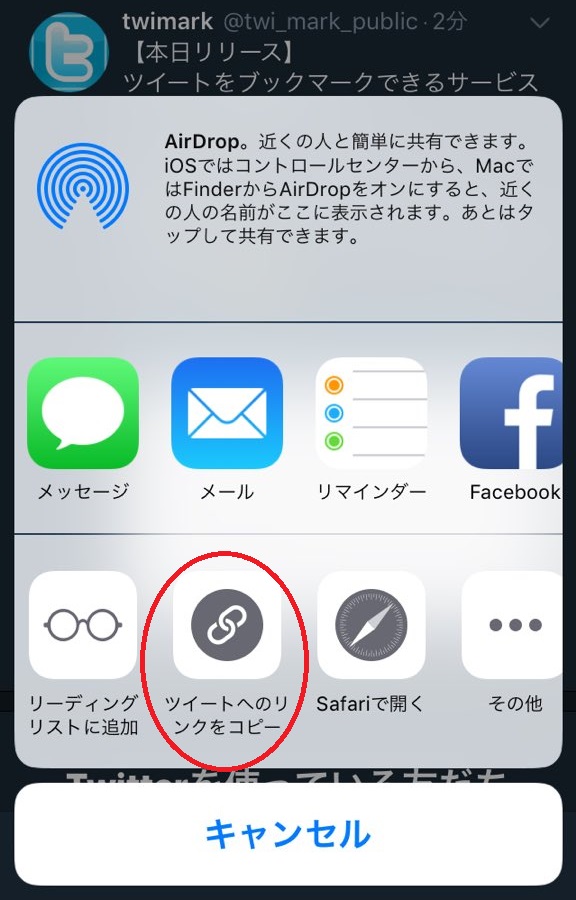 twimark @twi_mark_public · 2分
【本日リリース】
ツイートをブックマークできるサービス
AirDrop。近くの人と簡単に共有できます。
iOSではコントロールセンターから、Macで
はFinderからAirDropをオンにすると、近く
の人の名前がここに表示されます。あとはタ
ップして共有できます。
メッセージ
メール
リマインダー
Facebook
リーディング
リストに追加
ツイートへのリ
ンクをコピー
Safariで開く
その他
Twitterを使っている友だち
キャンセル